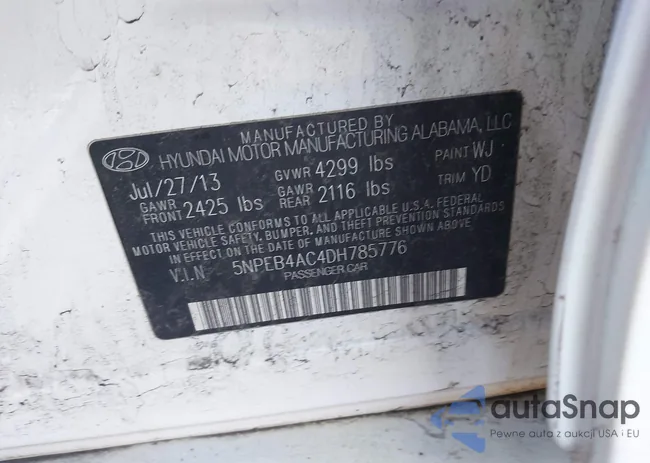 MANUFACTURED BY
HYUNDAI MOTOR MANUFACTURING ALABAMA, LLC
Jul/27/13 GVWR 4299 lbs PAINT WJ
GAWR FRONT 2425 lbs GAWR REAR 2116 lbs TRIM YD
THIS VEHICLE CONFORMS TO ALL APPLICABLE U.S.A. FEDERAL
MOTOR VEHICLE SAFETY, BUMPER, AND THEFT PREVENTION STANDARDS
IN EFFECT ON THE DATE OF MANUFACTURE SHOWN ABOVE.
V.I.N 5NPEB4AC4DH785776
PASSENGER CAR
autaSnap
Pewne auta z aukcji USA i EU